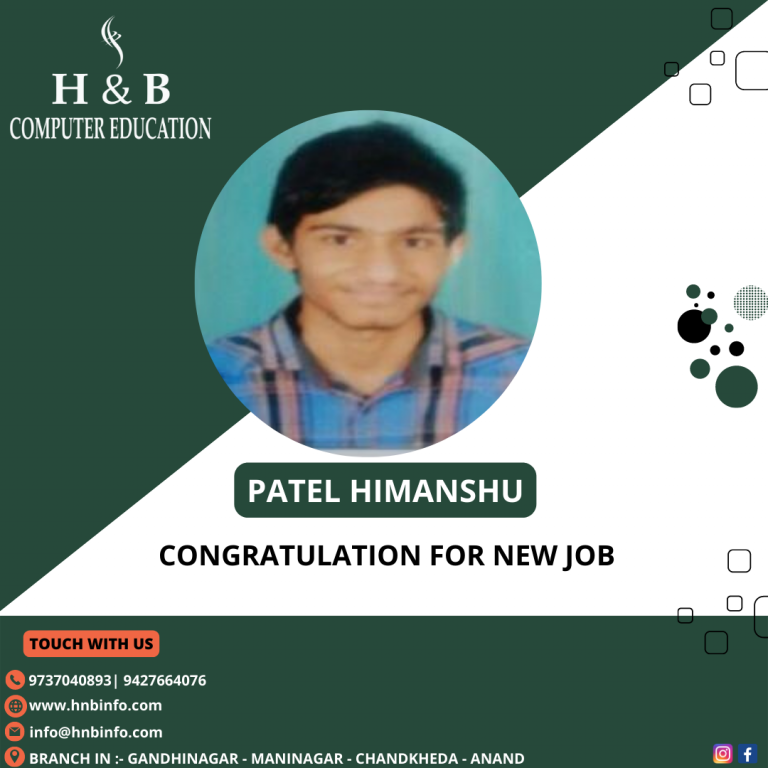 H & B
COMPUTER EDUCATION
PATEL HIMANSHU
CONGRATULATION FOR NEW JOB
TOUCH WITH US
9737040893| 9427664076
www.hnbinfo.com
info@hnbinfo.com
BRANCH IN :- GANDHINAGAR - MANINAGAR - CHANDKHEDA - ANAND